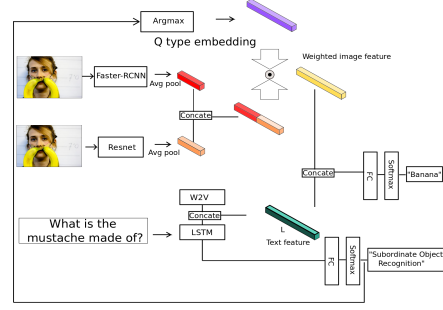 Argmax
Q type embedding
Weighted image feature
Faster-RCNN
Avg pool
Concate
Resnet
Avg pool
Concate
FC
Softmax
"Banana"
W2V
Concate
LSTM
What is the
mustache made of?
L
Text feature
FC
Softmax
"Subordinate Object
Recognition"